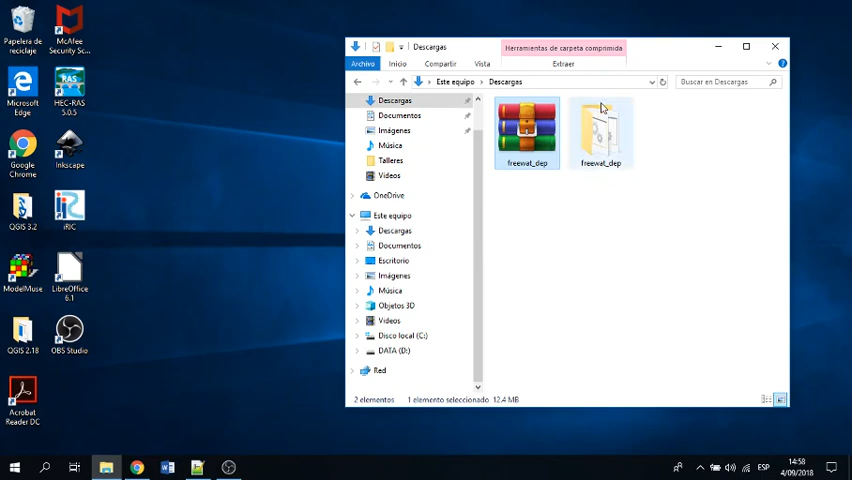 Papelera de reciclaje
McAfee Security Sc...
Microsoft Edge
HEC-RAS 5.0.5
Google Chrome
Inkscape
QGIS 3.2
iRIC
ModelMuse
LibreOffice 6.1
QGIS 2.18
OBS Studio
Acrobat Reader DC
Descargas
Herramientas de carpeta comprimida
Archivo
Inicio
Compartir
Vista
Extraer
Este equipo
Descargas
Buscar en Descargas
Descargas
Documentos
Imágenes
Música
Talleres
Videos
OneDrive
Este equipo
Descargas
Documentos
Escritorio
Imágenes
Música
Objetos 3D
Videos
Disco local (C:)
DATA (D:)
Red
freewat_dep
freewat_dep
2 elementos
1 elemento seleccionado 12.4 MB
ESP
14:58
4/09/2018